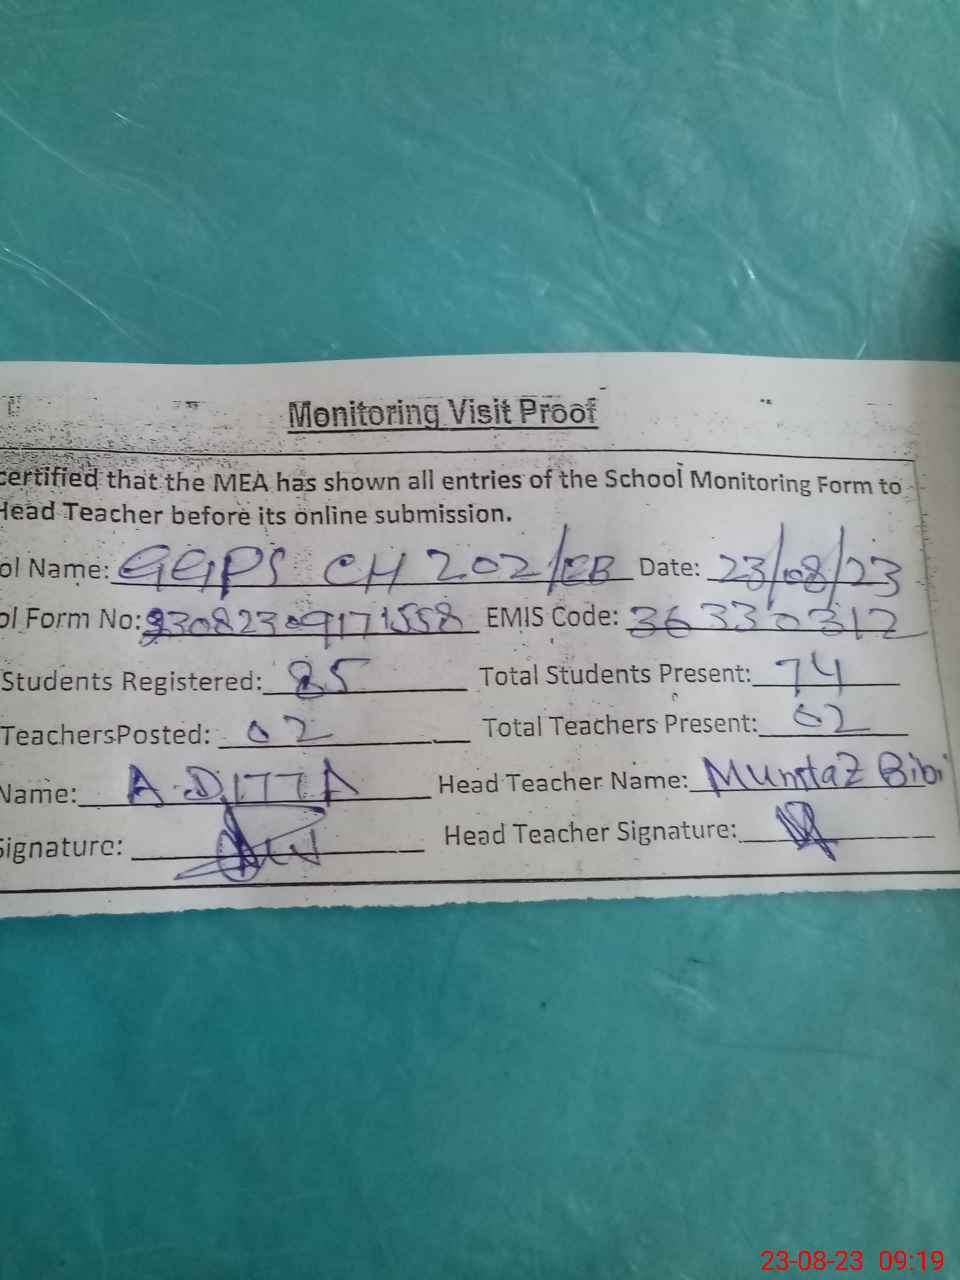 Monitoring Visit Proof
certified that the MEA has shown all entries of the School Monitoring Form to
Head Teacher before its online submission.
ol Name: GGPS CH 202/EB Date: 23/08/23
ol Form No: EMIS Code: 36330312
Students Registered: 85 Total Students Present: 74
TeachersPosted: 02 Total Teachers Present: 02
Name: A.DITTA Head Teacher Name: Mumtaz Bibi
Signature: Head Teacher Signature:
23-08-23 09:19